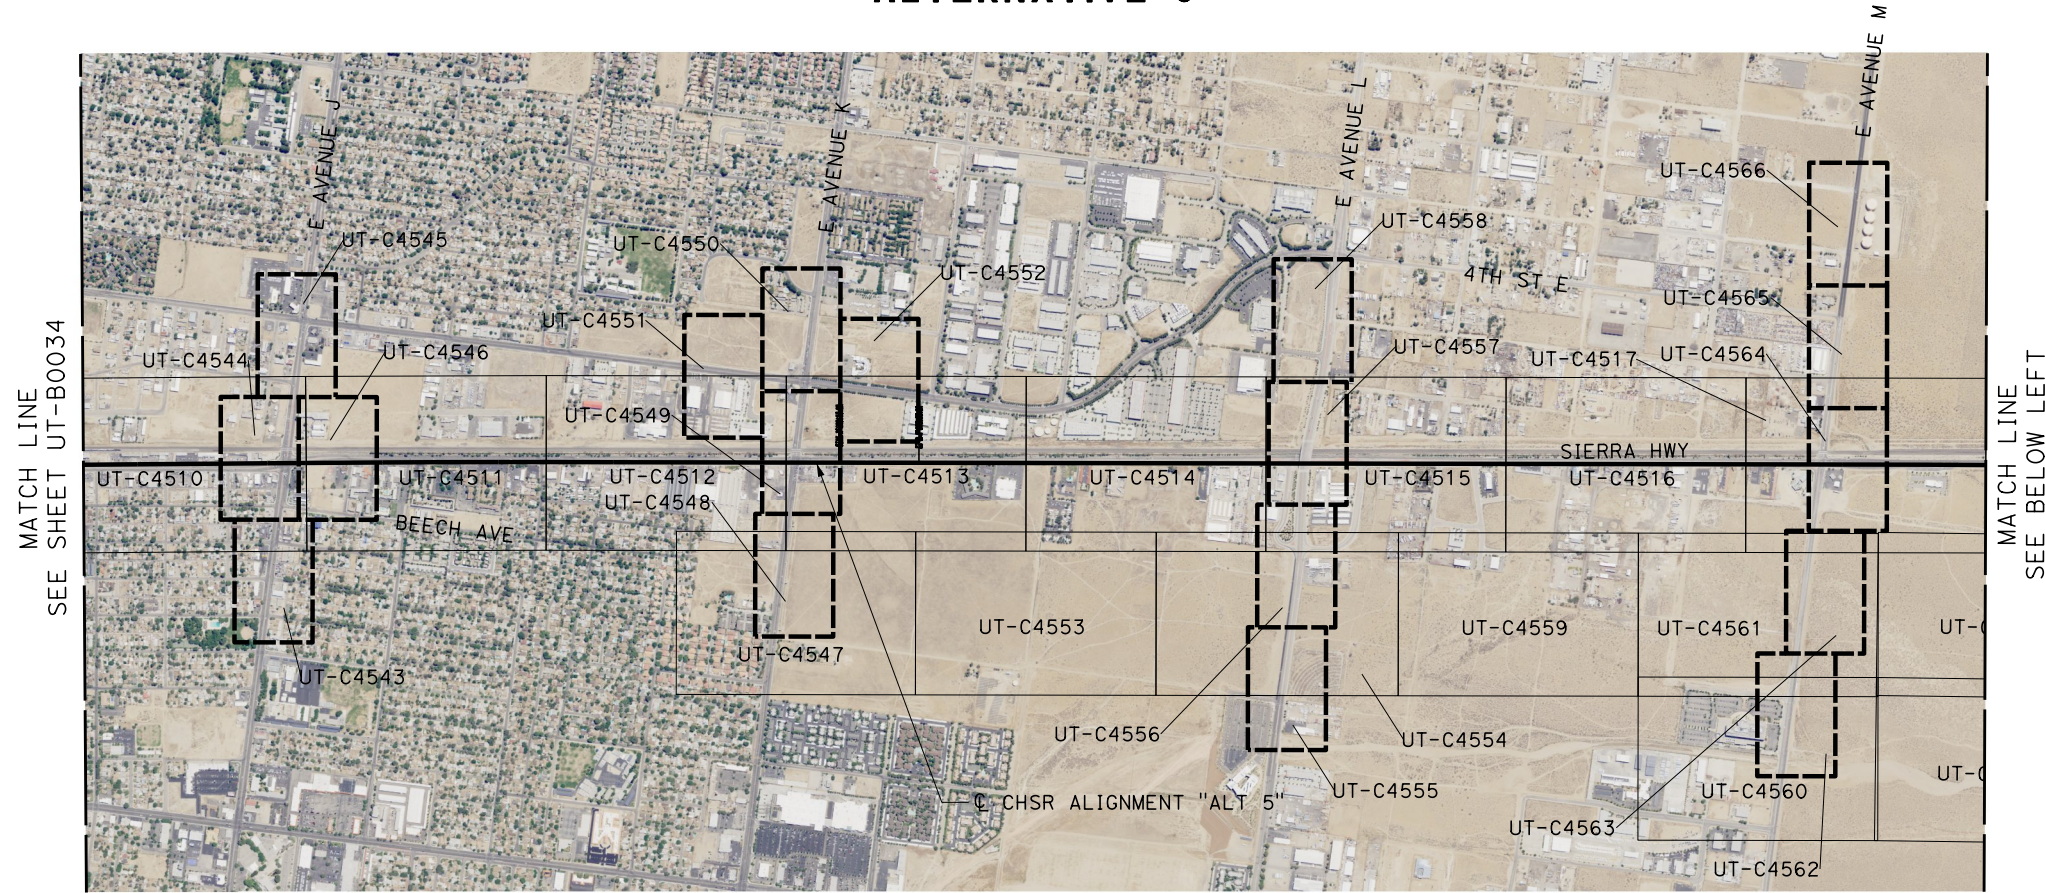 E AVENUE M
E AVENUE J
E AVENUE K
E AVENUE L
UT-C4566
UT-C4545
UT-C4550
UT-C4558
UT-C4552
4TH ST E
UT-C4565
UT-C4551
UT-C4544
UT-C4546
UT-C4557
UT-C4517
UT-C4564
UT-C4549
MATCH LINE
SEE SHEET UT-B0034
MATCH LINE
SEE BELOW LEFT
SIERRA HWY
UT-C4510
UT-C4511
UT-C4512
UT-C4513
UT-C4514
UT-C4515
UT-C4516
UT-C4548
BEECH AVE
UT-C4553
UT-C4559
UT-C4561
UT-C4547
UT-C4543
UT-C4556
UT-C4554
UT-C4555
UT-C4560
℄ CHSR ALIGNMENT "ALT 5"
UT-C4563
UT-C4562